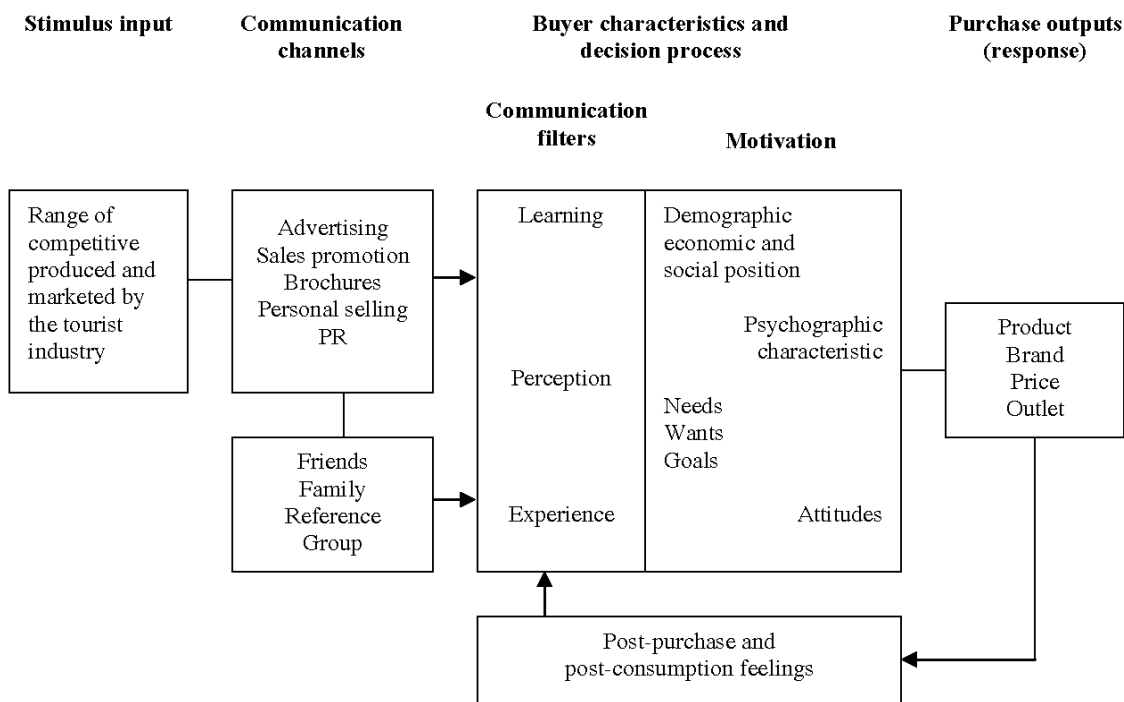 Stimulus input
Communication
channels
Buyer characteristics and
decision process
Purchase outputs
(response)
Communication
filters
Motivation
Range of
competitive
produced and
marketed by
the tourist
industry
Advertising
Sales promotion
Brochures
Personal selling
PR
Friends
Family
Reference
Group
Learning
Perception
Experience
Demographic
economic and
social position
Psychographic
characteristic
Needs
Wants
Goals
Attitudes
Product
Brand
Price
Outlet
Post-purchase and
post-consumption feelings